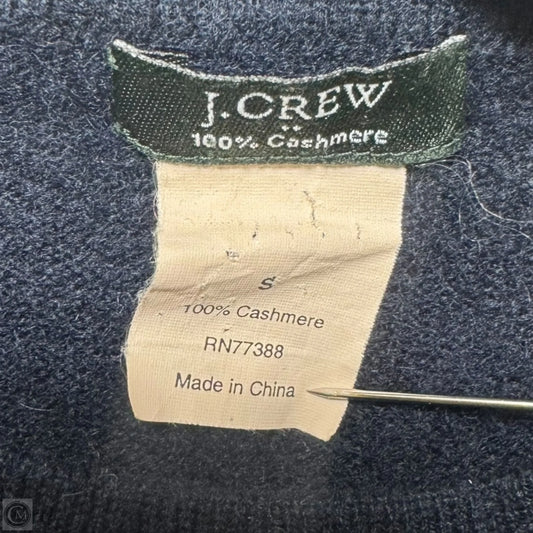 J.CREW
100% Cashmere
S
100% Cashmere
RN77388
Made in China